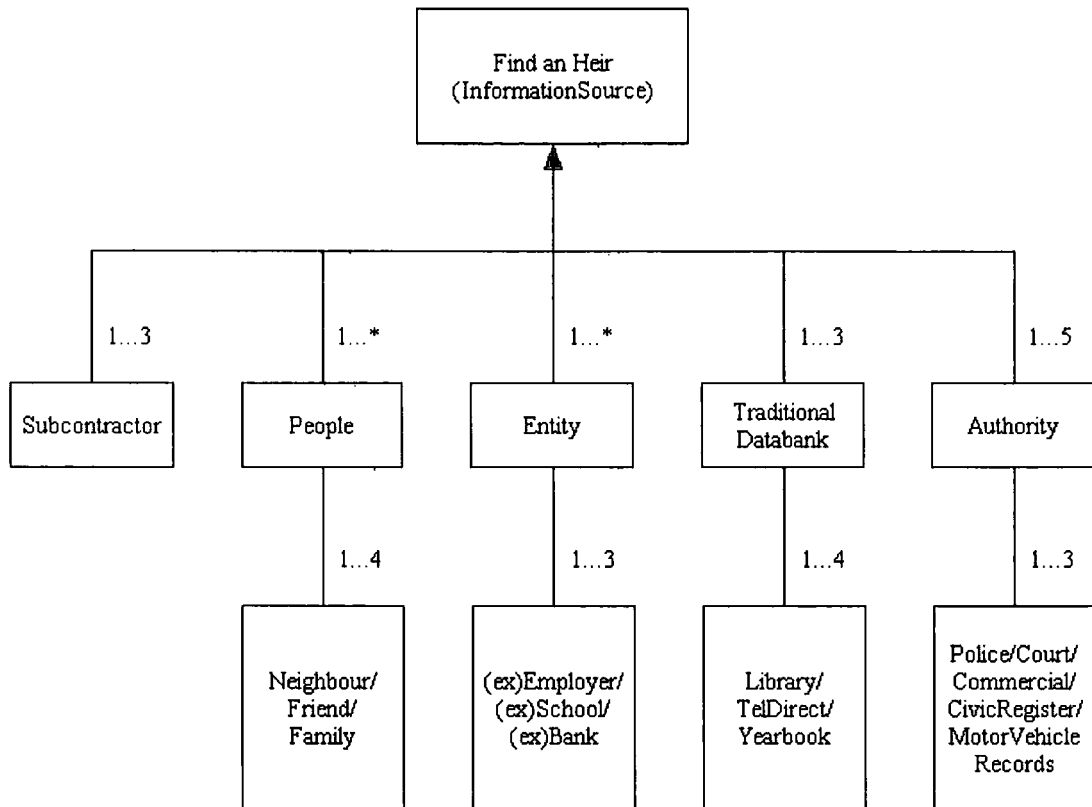 Find an Heir
(InformationSource)
1...3
1...*
1...*
1...3
1...5
Subcontractor
People
Entity
Traditional
Databank
Authority
1...4
1...3
1...4
1...3
Neighbour/
Friend/
Family
(ex)Employer/
(ex)School/
(ex)Bank
Library/
TelDirect/
Yearbook
Police/Court/
Commercial/
CivicRegister/
MotorVehicle
Records